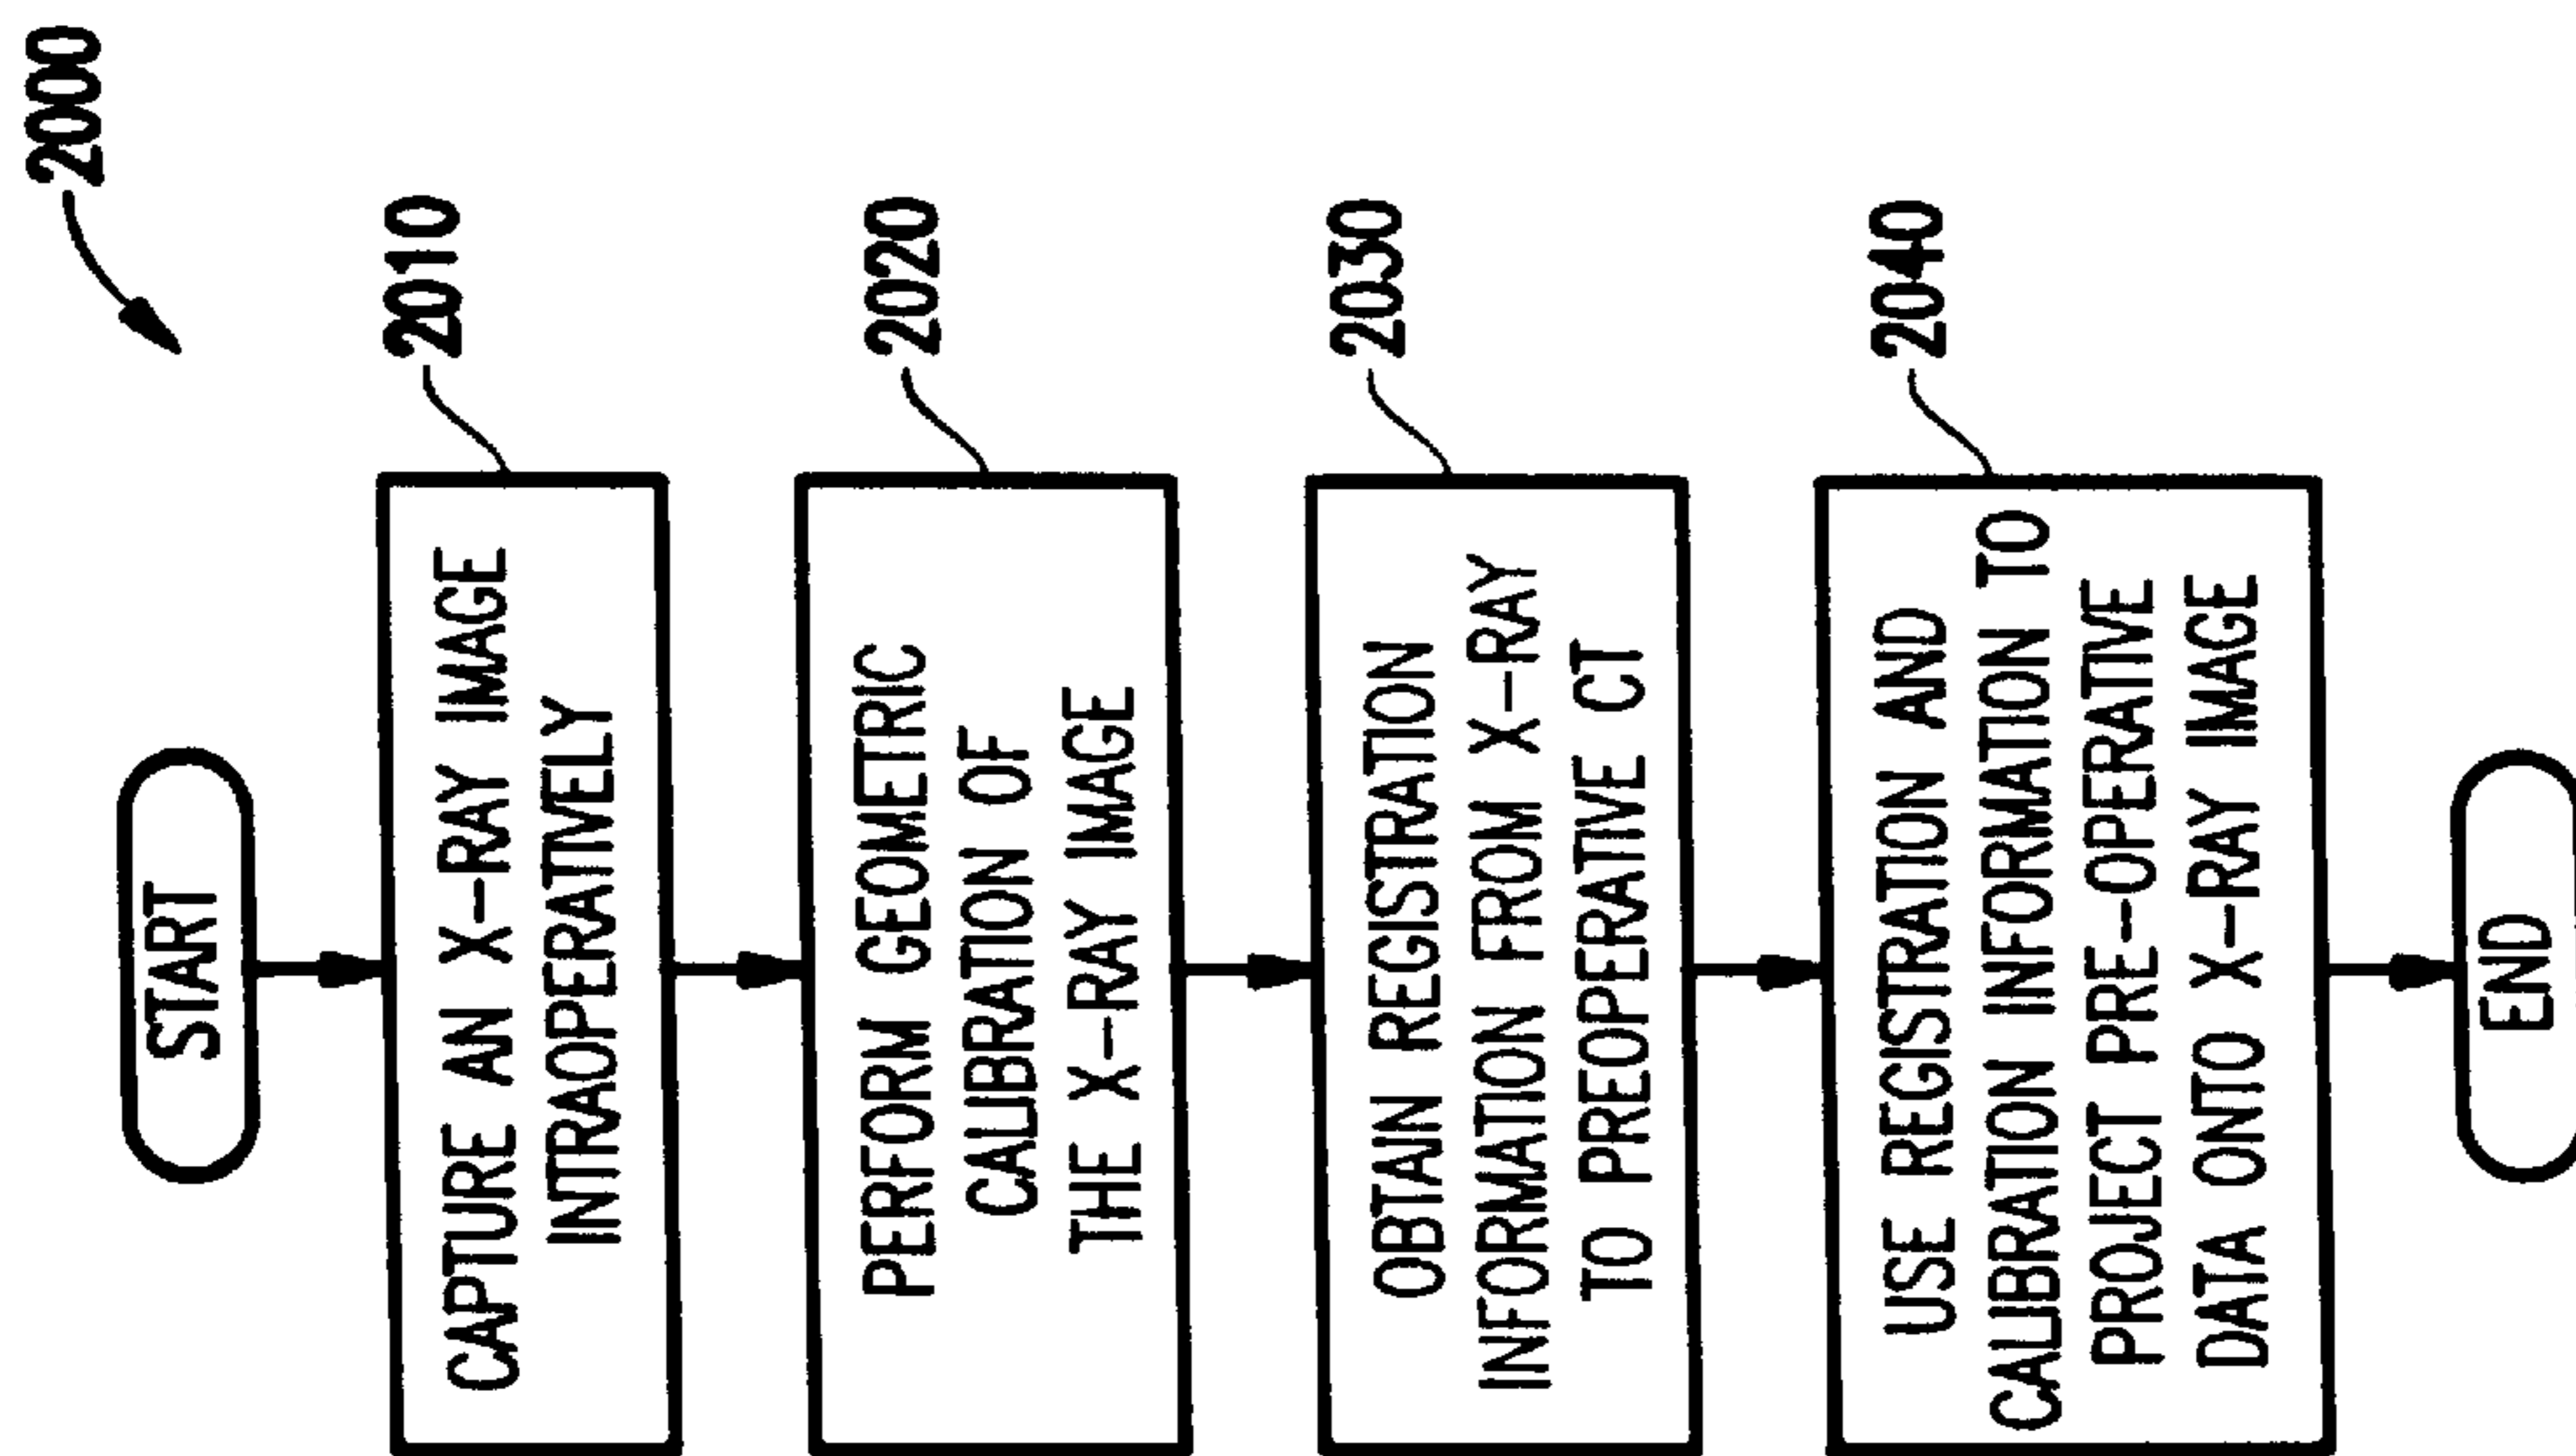 2000
START
2010
CAPTURE AN X-RAY IMAGE
INTRAOPERATIVELY
2020
PERFORM GEOMETRIC
CALIBRATION OF
THE X-RAY IMAGE
2030
OBTAIN REGISTRATION
INFORMATION FROM X-RAY
TO PREOPERATIVE CT
2040
USE REGISTRATION AND
CALIBRATION INFORMATION TO
PROJECT PRE-OPERATIVE
DATA ONTO X-RAY IMAGE
END